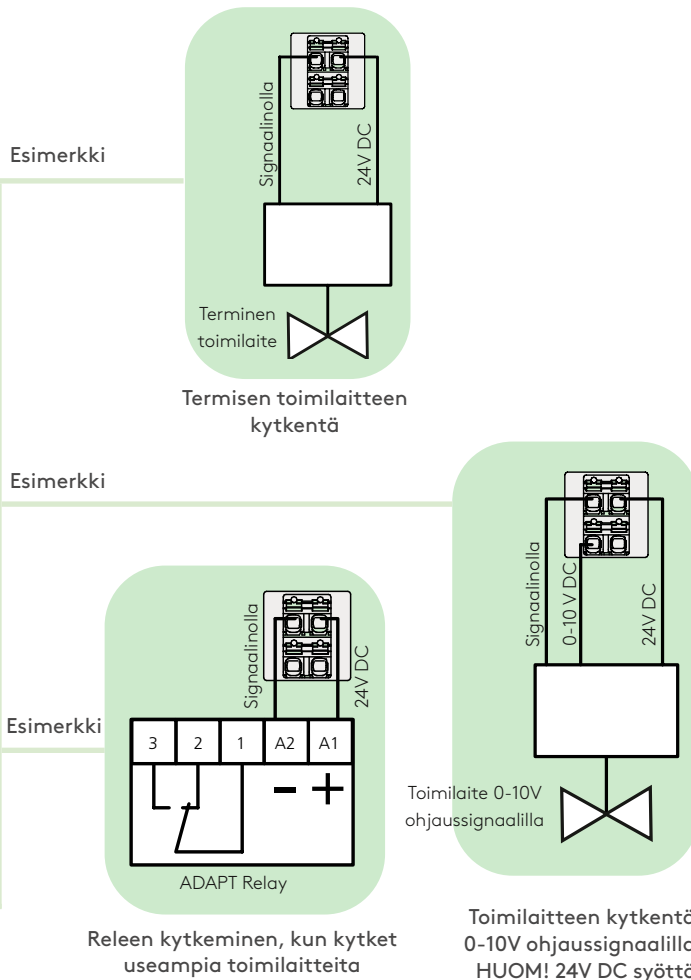 Esimerkki
Signaalinolla
24V DC
Terminen
toimilaite
Termisen toimilaitteen
kytkentä
Esimerkki
Signaalinolla
0-10 V DC
24V DC
Toimilaite 0-10V
ohjaussignaalilla
Toimilaitteen kytkentä
0-10V ohjaussignaalilla
HUOM! 24V DC syöttö
Esimerkki
Signaalinolla
24V DC
3 2 1 A2 A1
− +
ADAPT Relay
Releen kytkeminen, kun kytket
useampia toimilaitteita